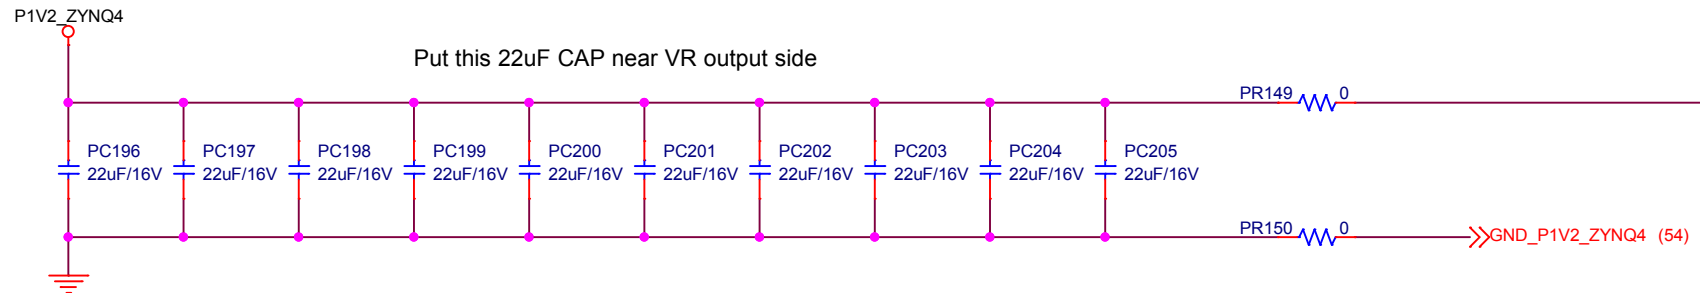 P1V2_ZYNQ4
Put this 22uF CAP near VR output side
PR149 0
PC196 PC197 PC198 PC199 PC200 PC201 PC202 PC203 PC204 PC205
22uF/16V 22uF/16V 22uF/16V 22uF/16V 22uF/16V 22uF/16V 22uF/16V 22uF/16V 22uF/16V 22uF/16V
PR150 0 GND_P1V2_ZYNQ4 (54)